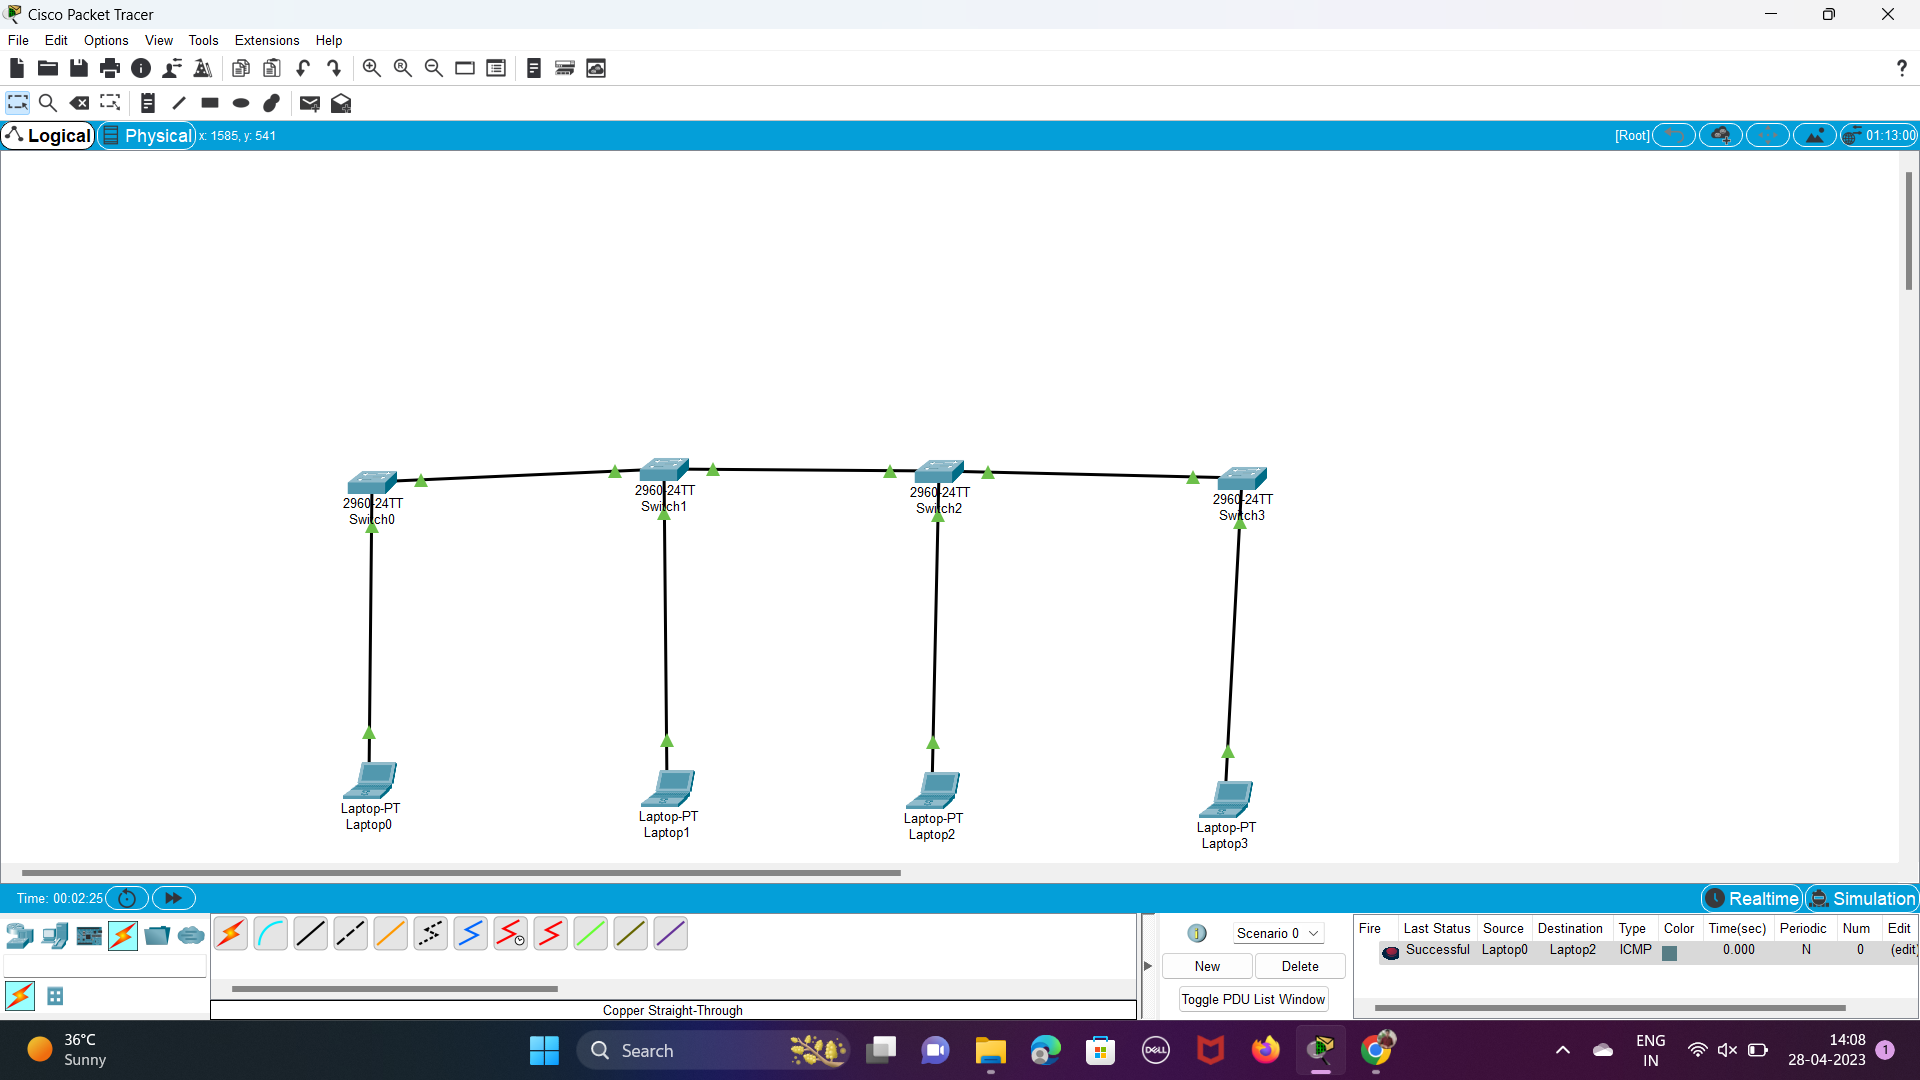 Cisco Packet Tracer
File Edit Options View Tools Extensions Help
?
Logical Physical x: 1585, y: 541 [Root] 01:13:00
2960-24TT
Switch0
2960-24TT
Switch1
2960-24TT
Switch2
2960-24TT
Switch3
Laptop-PT
Laptop0
Laptop-PT
Laptop1
Laptop-PT
Laptop2
Laptop-PT
Laptop3
Time: 00:02:25 Realtime Simulation
Copper Straight-Through
Scenario 0
New Delete
Toggle PDU List Window
Fire Last Status Source Destination Type Color Time(sec) Periodic Num Edit
Successful Laptop0 Laptop2 ICMP 0.000 N 0 (edit)
36°C
Sunny
Search
DELL
ENG
IN
14:08
28-04-2023
1